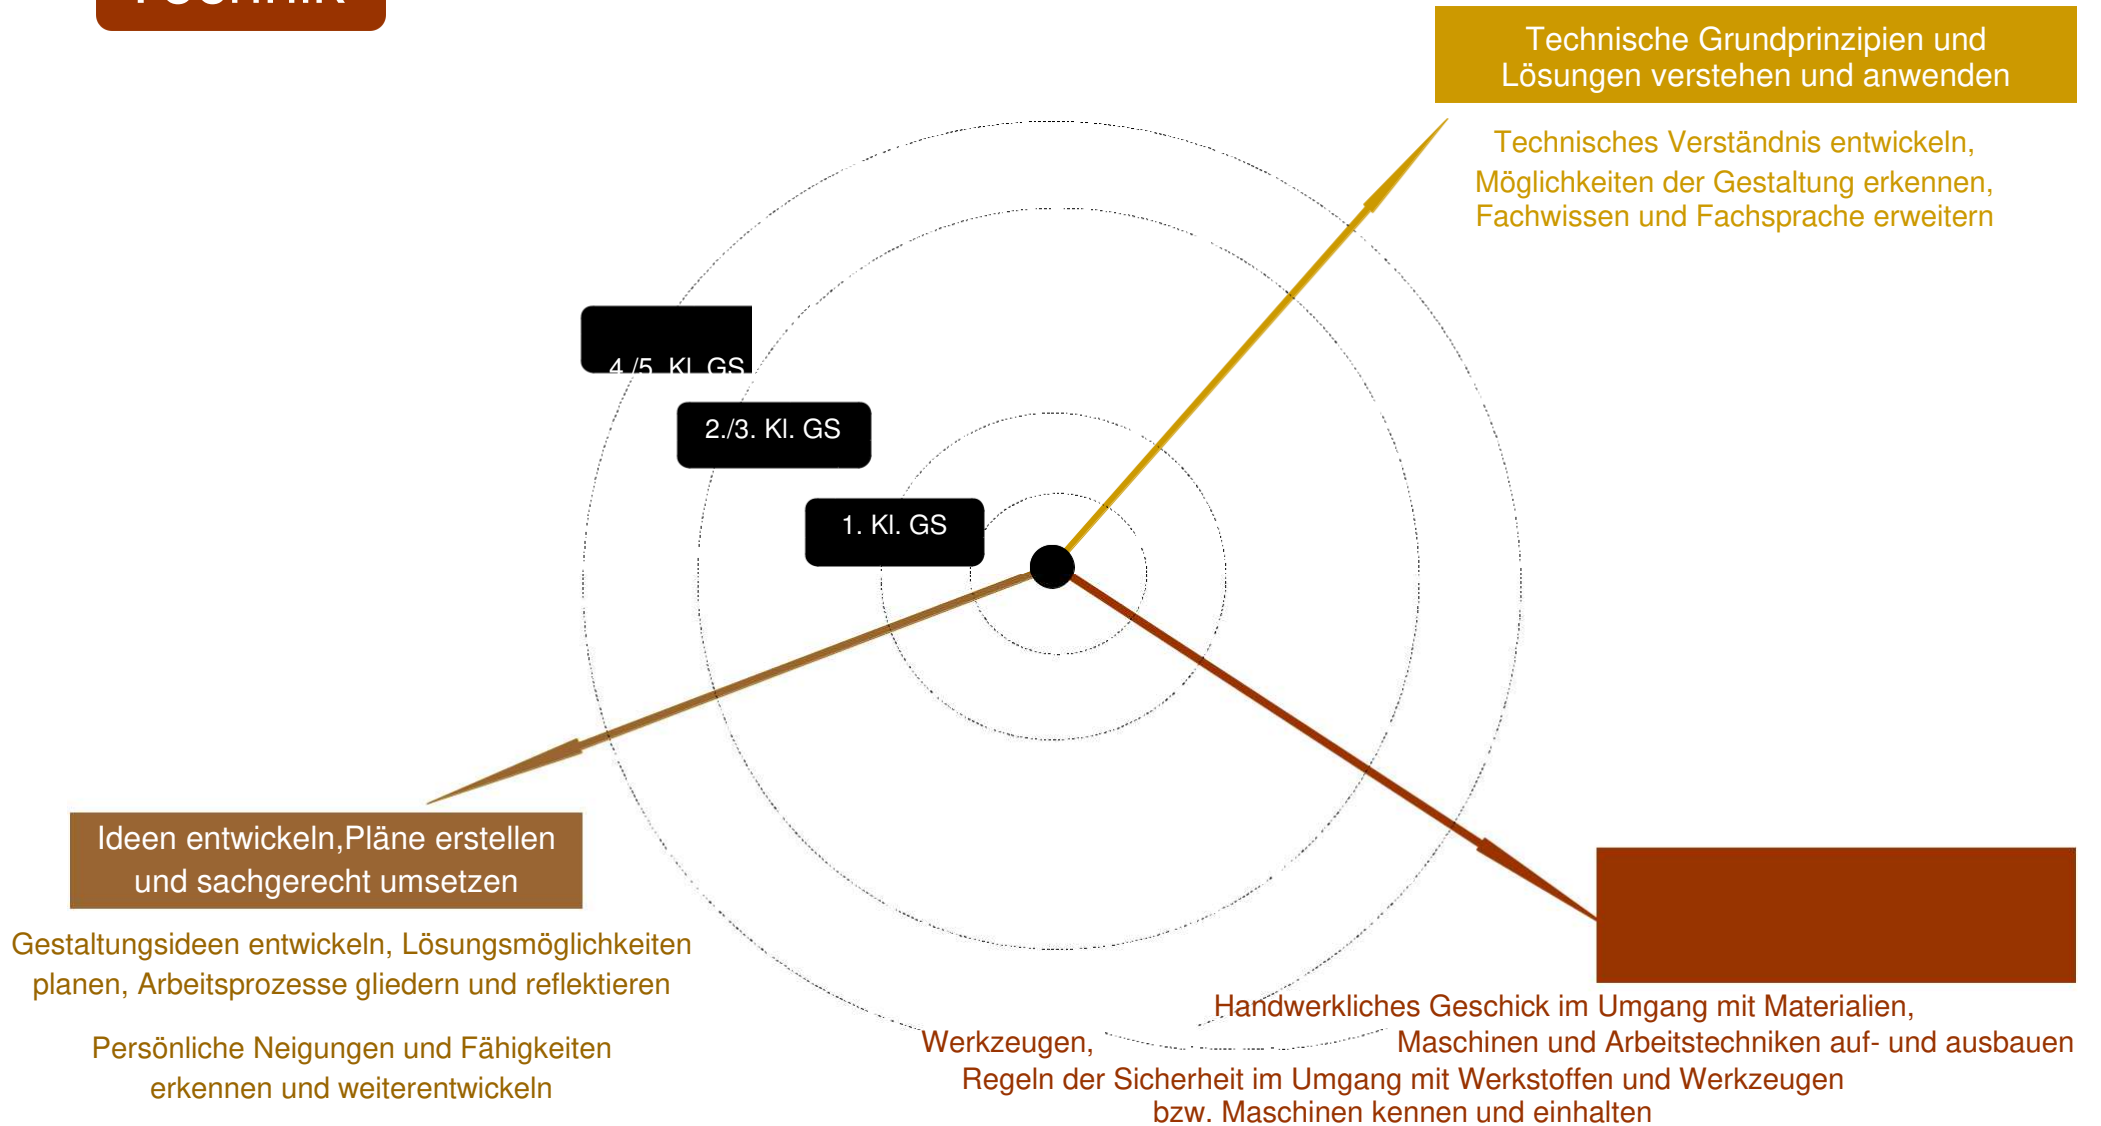 Technische Grundprinzipien und
Lösungen verstehen und anwenden
Technisches Verständnis entwickeln,
Möglichkeiten der Gestaltung erkennen,
Fachwissen und Fachsprache erweitern
4./5. Kl. GS
2./3. Kl. GS
1. Kl. GS
Ideen entwickeln,Pläne erstellen
und sachgerecht umsetzen
Gestaltungsideen entwickeln, Lösungsmöglichkeiten
planen, Arbeitsprozesse gliedern und reflektieren
Persönliche Neigungen und Fähigkeiten
erkennen und weiterentwickeln
Handwerkliches Geschick im Umgang mit Materialien,
Werkzeugen, Maschinen und Arbeitstechniken auf- und ausbauen
Regeln der Sicherheit im Umgang mit Werkstoffen und Werkzeugen
bzw. Maschinen kennen und einhalten